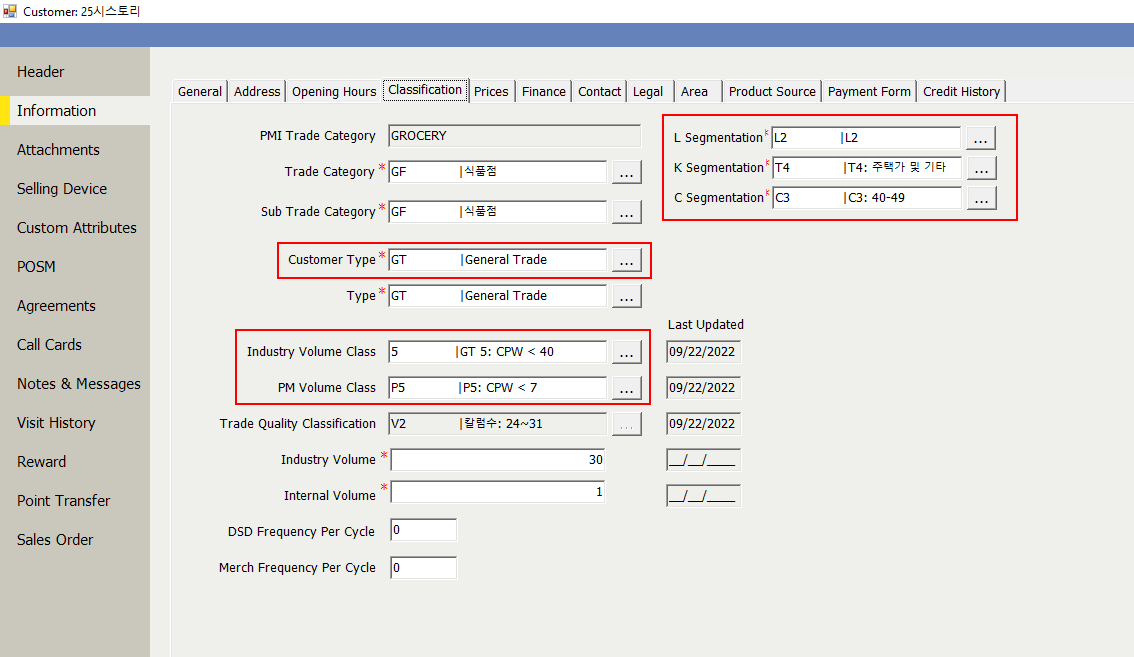 Customer: 25시스토리
Header
Information
Attachments
Selling Device
Custom Attributes
POSM
Agreements
Call Cards
Notes & Messages
Visit History
Reward
Point Transfer
Sales Order
General Address Opening Hours Classification Prices Finance Contact Legal Area Product Source Payment Form Credit History
PMI Trade Category GROCERY
Trade Category * GF |식품점 ...
Sub Trade Category * GF |식품점 ...
Customer Type * GT |General Trade ...
Type * GT |General Trade ...
L Segmentation L2 |L2 ...
K Segmentation T4 |T4: 주택가 및 기타 ...
C Segmentation C3 |C3: 40-49 ...
Last Updated
Industry Volume Class 5 |GT 5: CPW < 40 ... 09/22/2022
PM Volume Class P5 |P5: CPW < 7 ... 09/22/2022
Trade Quality Classification V2 |칼럼수: 24~31 ... 09/22/2022
Industry Volume * 30 __/__/____
Internal Volume * 1 __/__/____
DSD Frequency Per Cycle 0
Merch Frequency Per Cycle 0